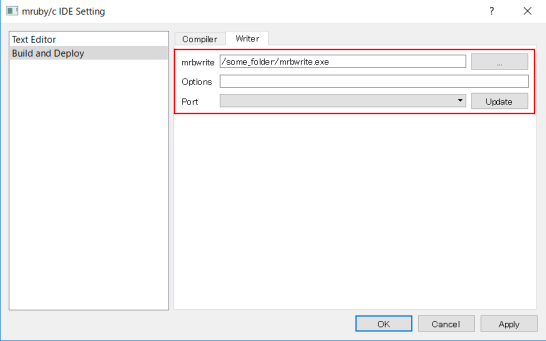 mruby/c IDE Setting
?
Text Editor
Build and Deploy
Compiler
Writer
mrbwrite
/some_folder/mrbwrite.exe
...
Options
Port
Update
OK
Cancel
Apply